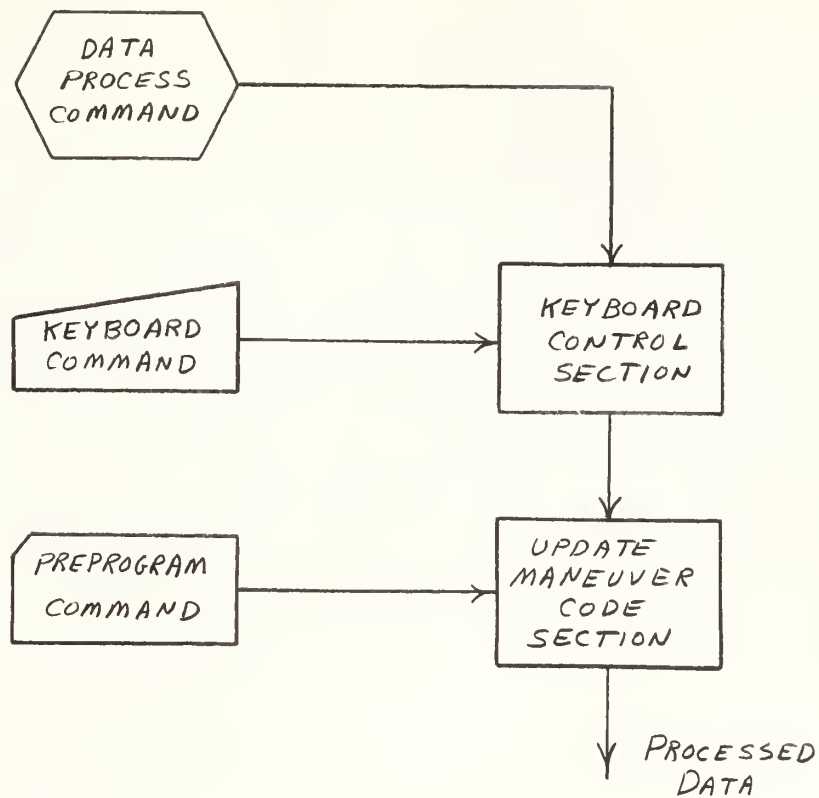 DATA
PROCESS
COMMAND
KEYBOARD
COMMAND
KEYBOARD
CONTROL
SECTION
PREPROGRAM
COMMAND
UPDATE
MANEUVER
CODE
SECTION
PROCESSED
DATA